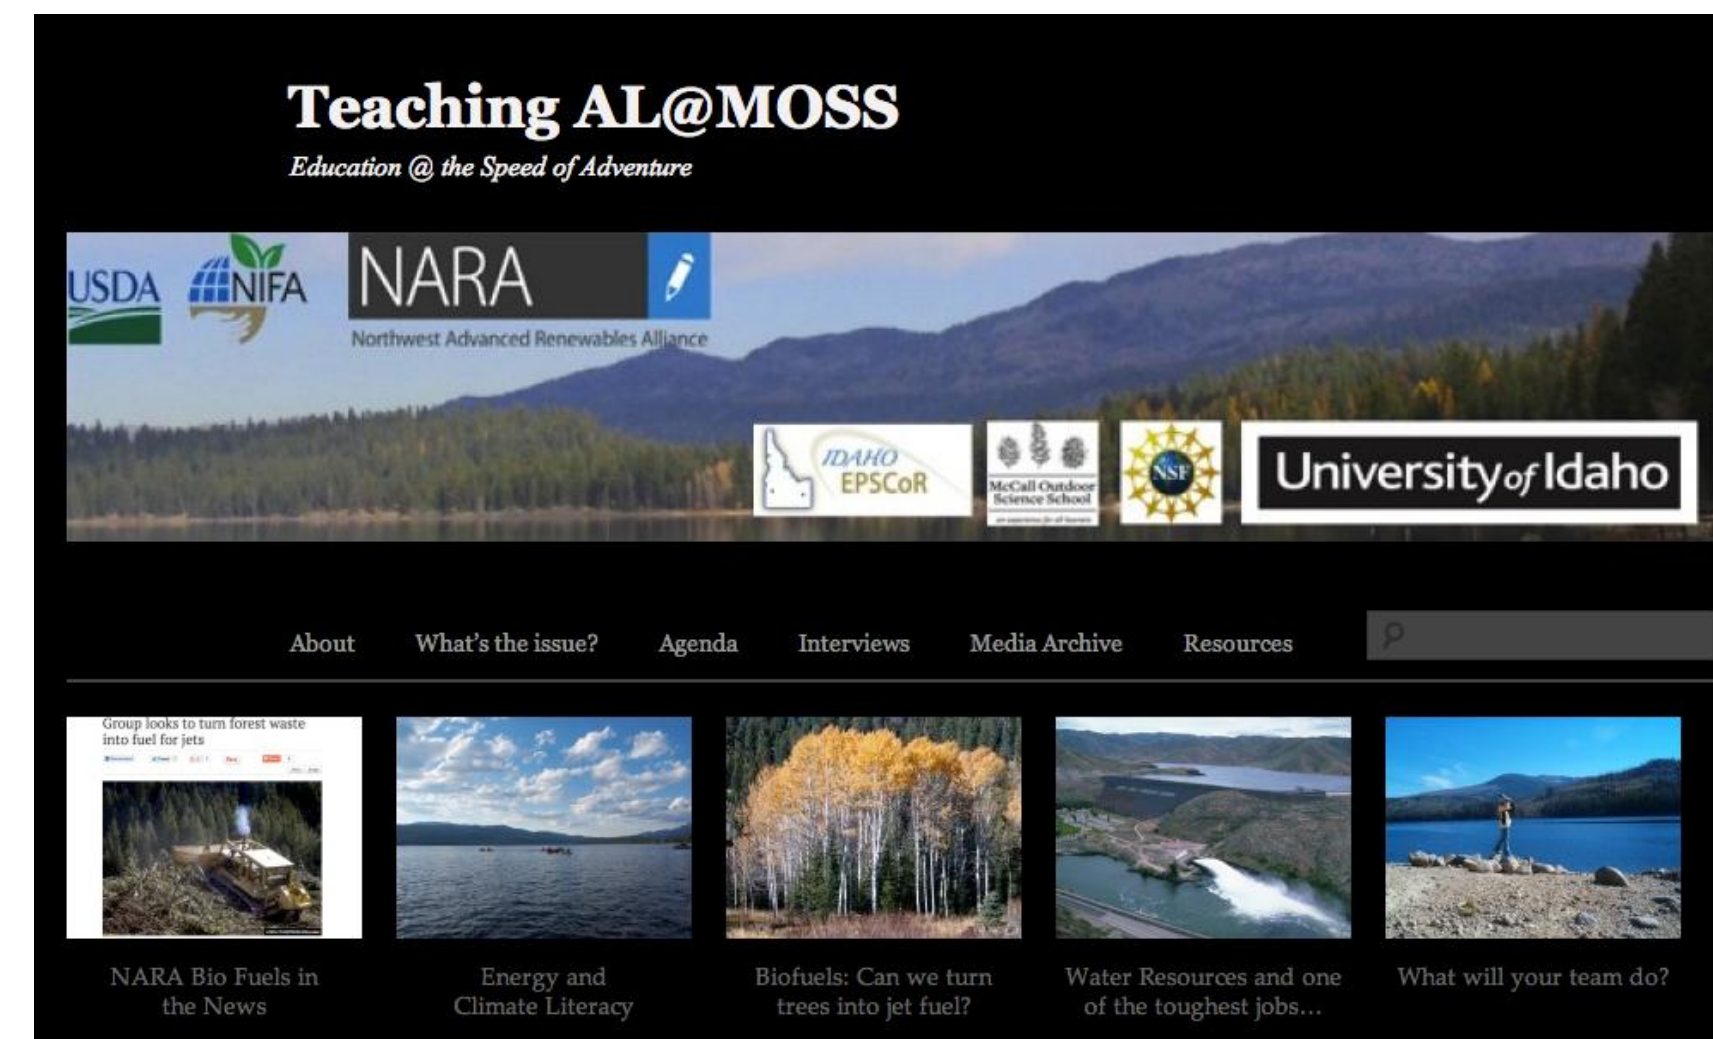 Teaching AL@MOSS
Education @ the Speed of Adventure
USDA
NIFA
NARA
Northwest Advanced Renewables Alliance
IDAHO
EPSCoR
McCall Outdoor
Science School
NSF
University of Idaho
About What's the issue? Agenda Interviews Media Archive Resources
Group looks to turn forest waste
into fuel for jets
NARA Bio Fuels in
the News
Energy and
Climate Literacy
Biofuels: Can we turn
trees into jet fuel?
Water Resources and one
of the toughest jobs...
What will your team do?